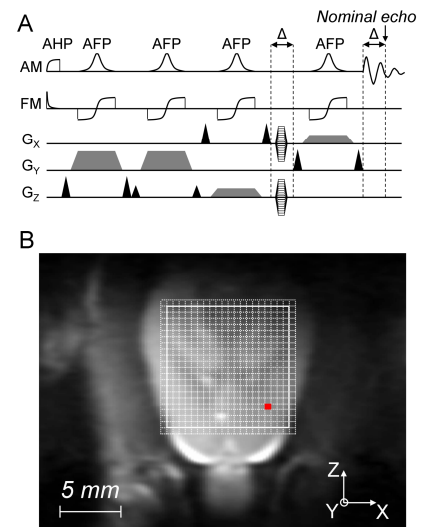 A
Nominal echo
Δ Δ
AHP AFP AFP AFP AFP
AM
FM
GX
GY
GZ
B
5 mm
Z
Y X